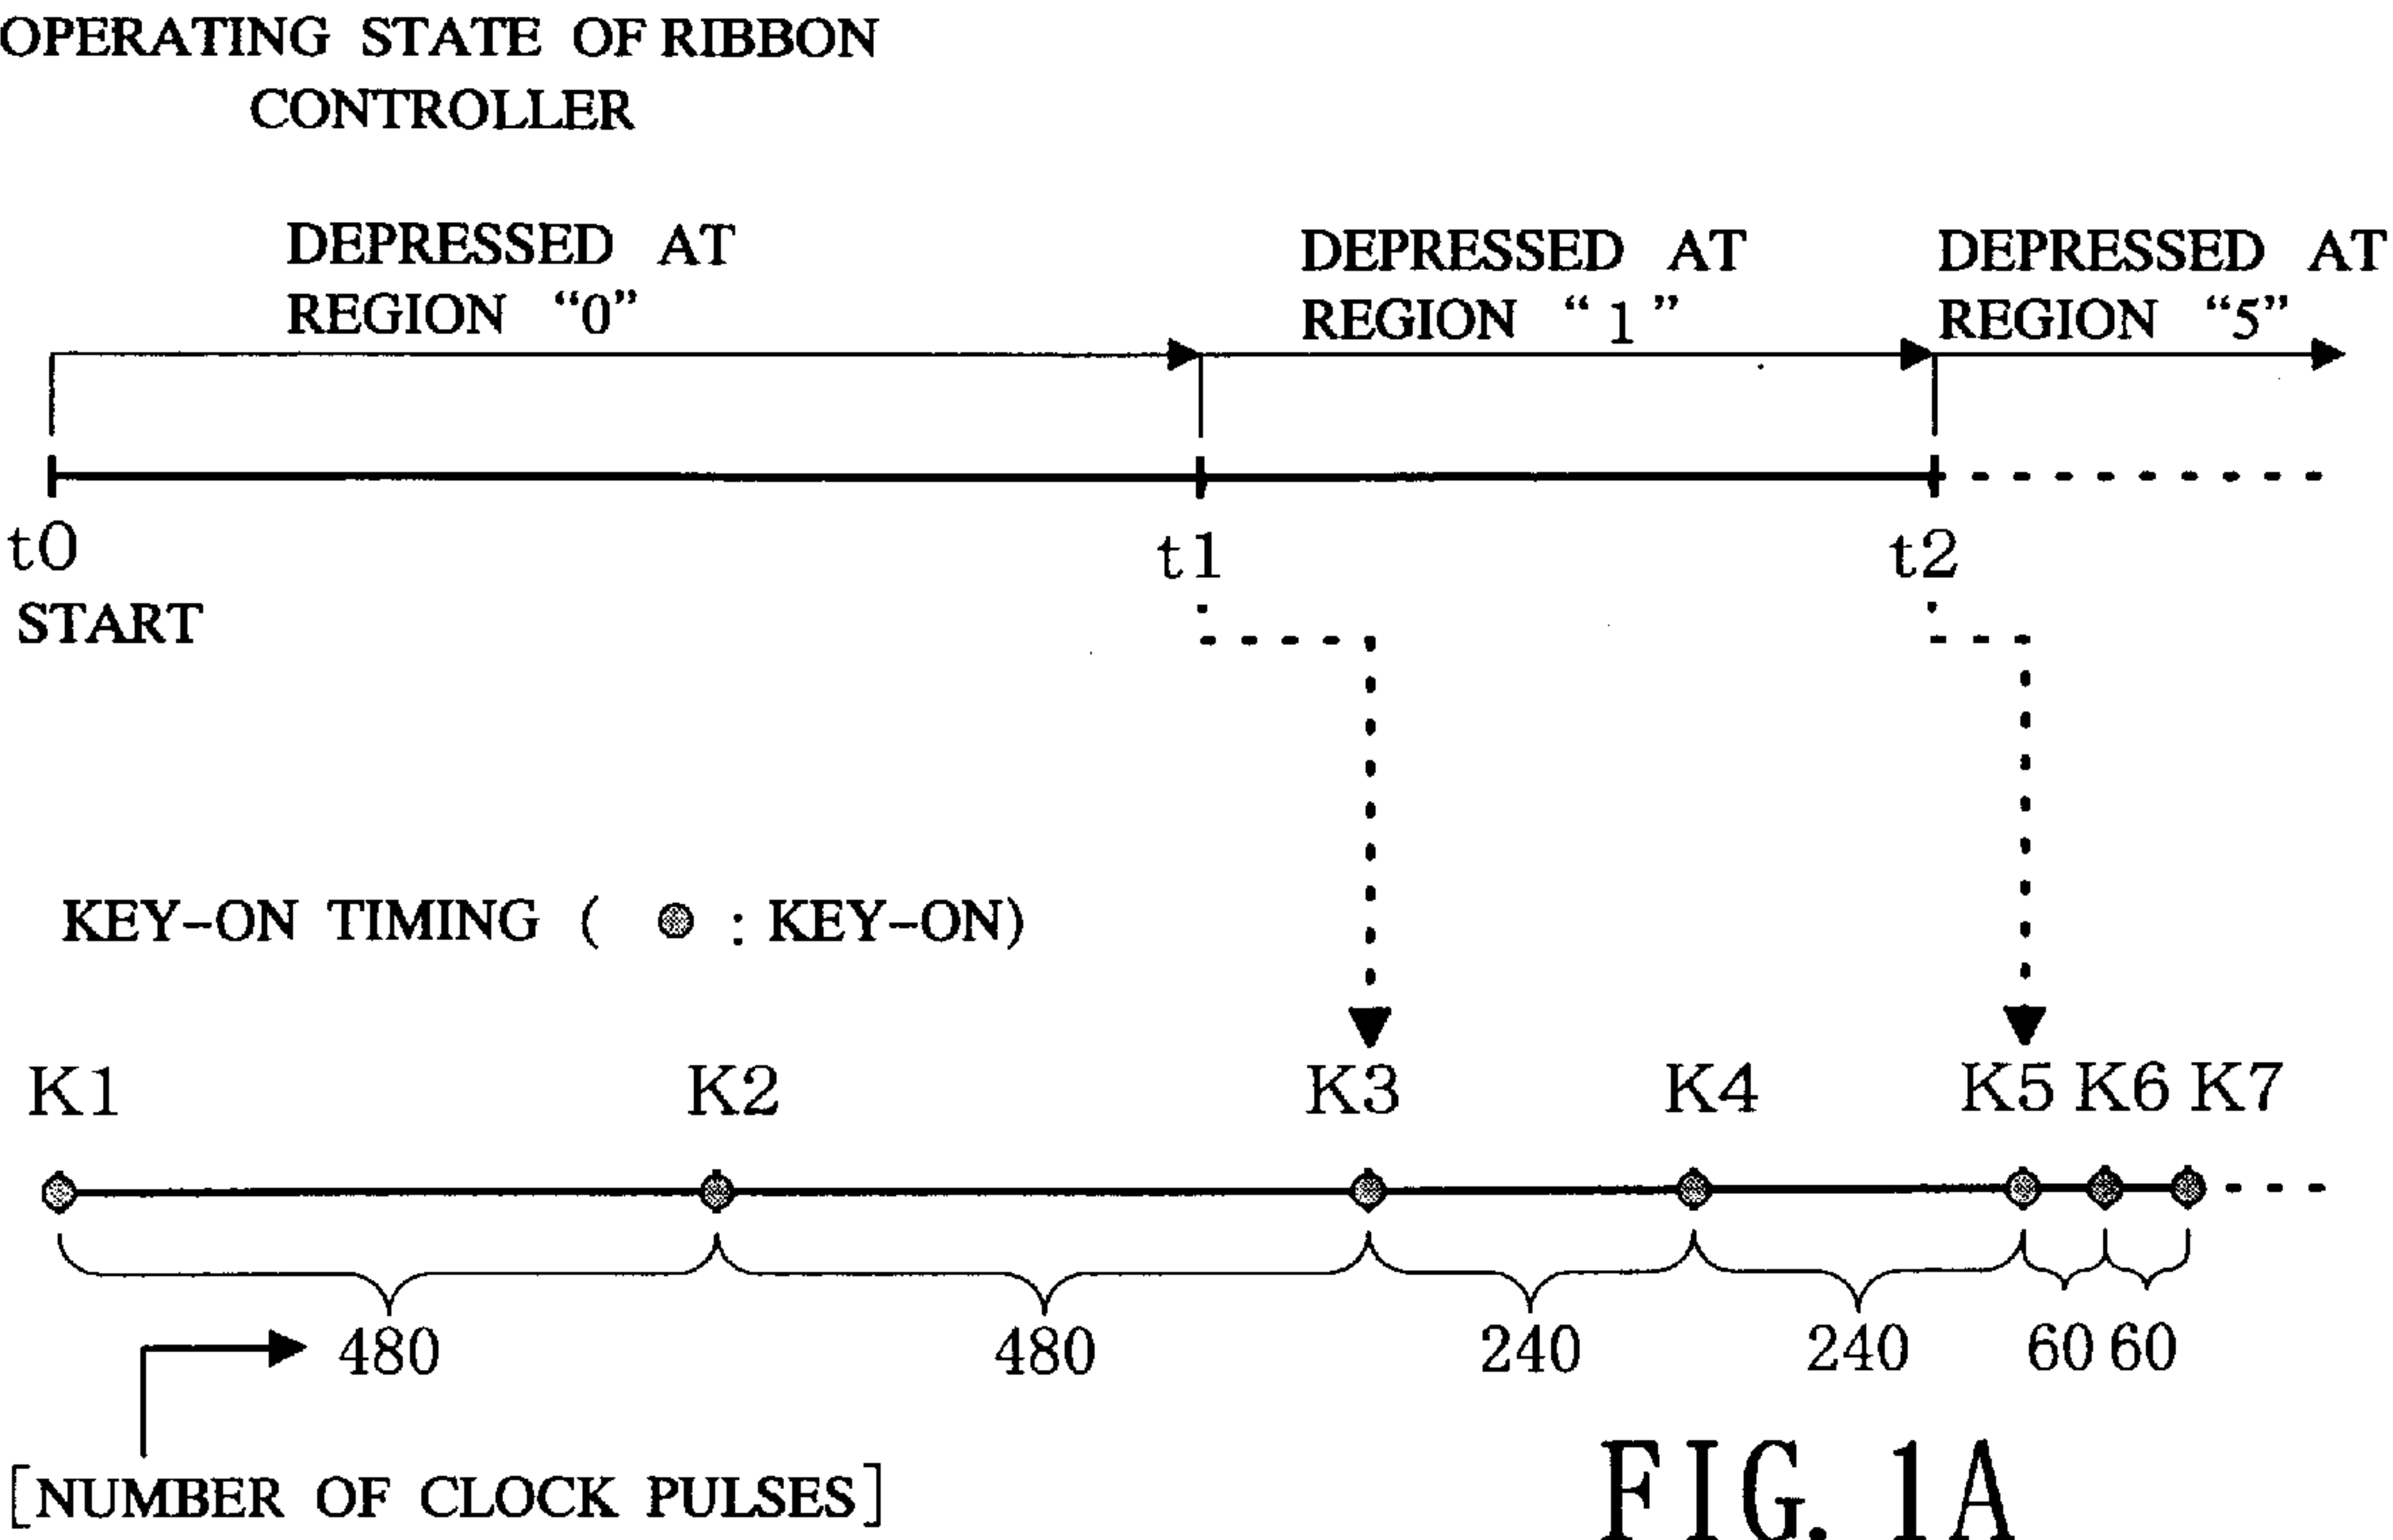 OPERATING STATE OF RIBBON
CONTROLLER
DEPRESSED AT
REGION “0”
DEPRESSED AT
REGION “1”
DEPRESSED AT
REGION “5”
t0
t1
t2
START
KEY-ON TIMING ( : KEY-ON)
K1 K2 K3 K4 K5 K6 K7
480 480 240 240 60 60
[NUMBER OF CLOCK PULSES]
FIG. 1A